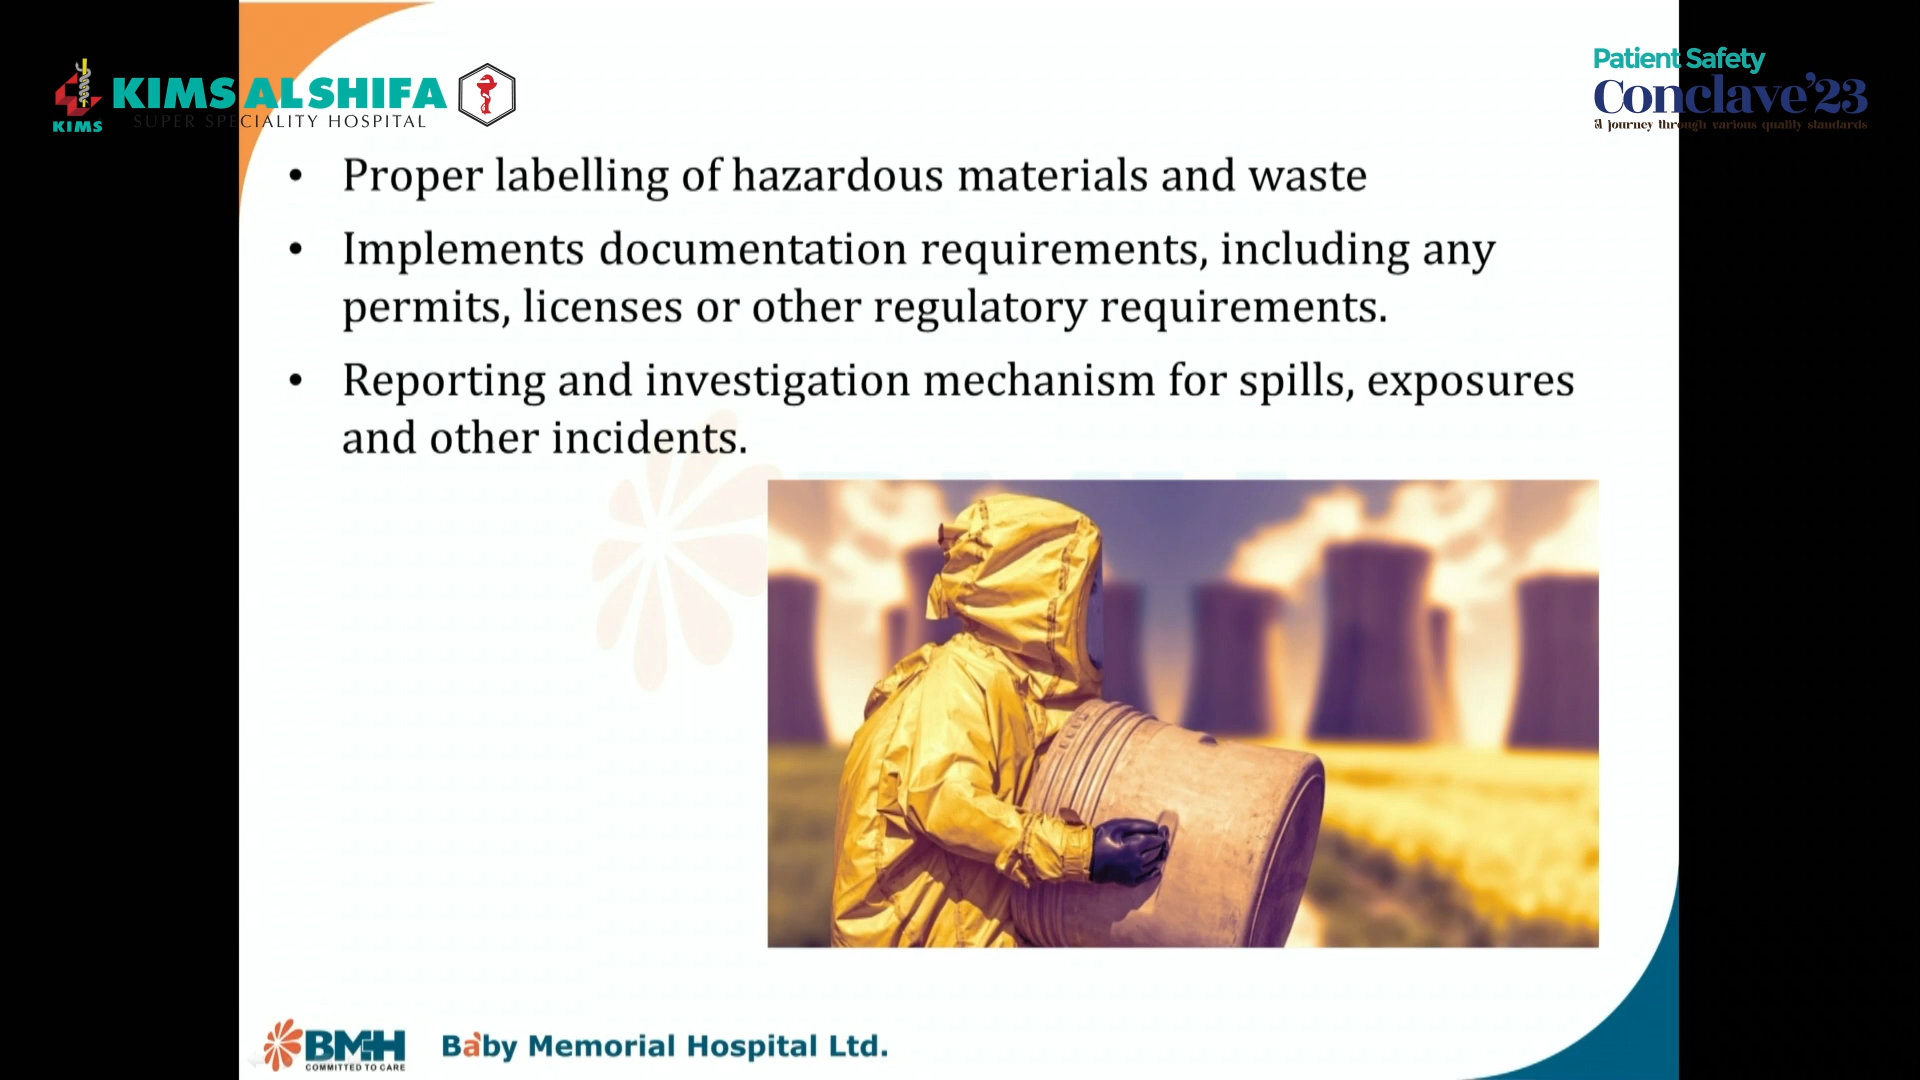 KIMS ALSHIFA
SUPER SPECIALITY HOSPITAL
KIMS
Patient Safety
Conclave'23
A journey through various quality standards
• Proper labelling of hazardous materials and waste
• Implements documentation requirements, including any
permits, licenses or other regulatory requirements.
• Reporting and investigation mechanism for spills, exposures
and other incidents.
BMH
COMMITTED TO CARE
Baby Memorial Hospital Ltd.